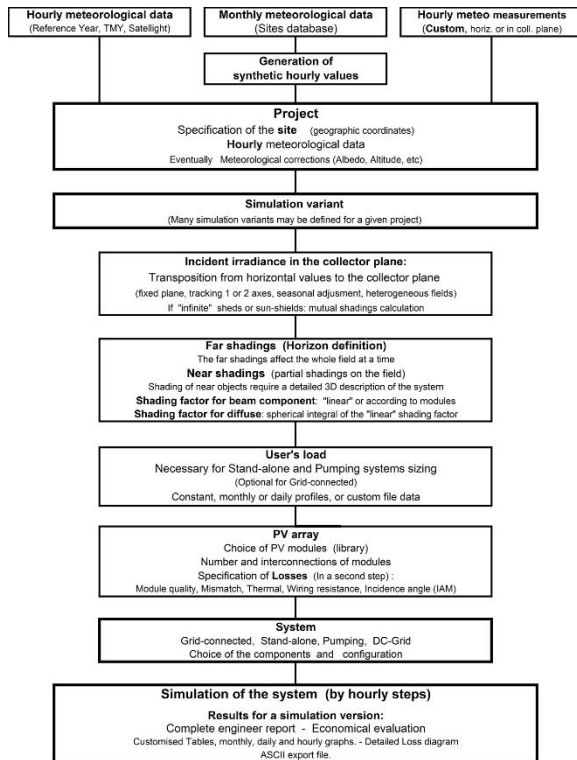 Hourly meteorological data
(Reference Year, TMY, Satellight)
Monthly meteorological data
(Sites database)
Hourly meteo measurements
(Custom, horiz. or in coll. plane)
Generation of
synthetic hourly values
Project
Specification of the site (geographic coordinates)
Hourly meteorological data
Eventually Meteorological corrections (Albedo, Altitude, etc)
Simulation variant
(Many simulation variants may be defined for a given project)
Incident irradiance in the collector plane:
Transposition from horizontal values to the collector plane
(fixed plane, tracking 1 or 2 axes, seasonal adjusment, heterogeneous fields)
If "infinite" sheds or sun-shields: mutual shadings calculation
Far shadings (Horizon definition)
The far shadings affect the whole field at a time
Near shadings (partial shadings on the field)
Shading of near objects require a detailed 3D description of the system
Shading factor for beam component: "linear" or according to modules
Shading factor for diffuse: spherical integral of the "linear" shading factor
User's load
Necessary for Stand-alone and Pumping systems sizing
(Optional for Grid-connected)
Constant, monthly or daily profiles, or custom file data
PV array
Choice of PV modules (library)
Number and interconnections of modules
Specification of Losses (In a second step) :
Module quality, Mismatch, Thermal, Wiring resistance, Incidence angle (IAM)
System
Grid-connected, Stand-alone, Pumping, DC-Grid
Choice of the components and configuration
Simulation of the system (by hourly steps)
Results for a simulation version:
Complete engineer report - Economical evaluation
Customised Tables, monthly, daily and hourly graphs. - Detailed Loss diagram
ASCII export file.